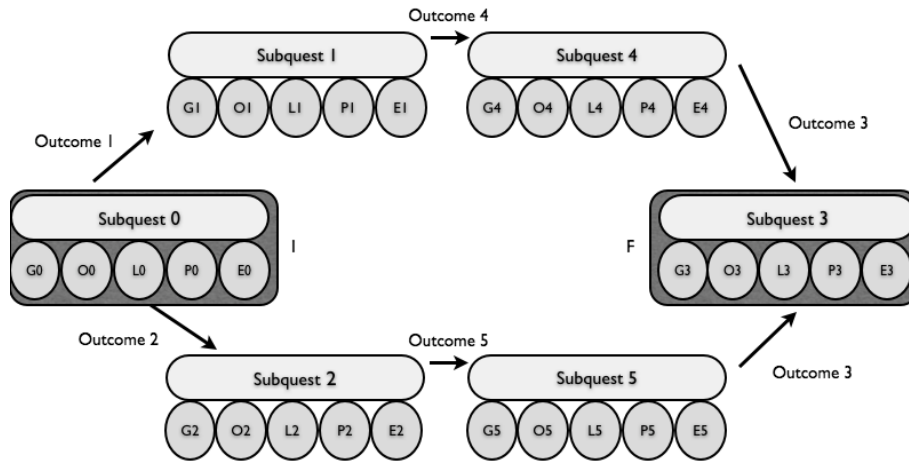 Outcome 4
Subquest 1
Subquest 4
G1 O1 L1 P1 E1
G4 O4 L4 P4 E4
Outcome 1
Outcome 3
Subquest 0
Subquest 3
I
F
G0 O0 L0 P0 E0
G3 O3 L3 P3 E3
Outcome 2
Outcome 5
Outcome 3
Subquest 2
Subquest 5
G2 O2 L2 P2 E2
G5 O5 L5 P5 E5